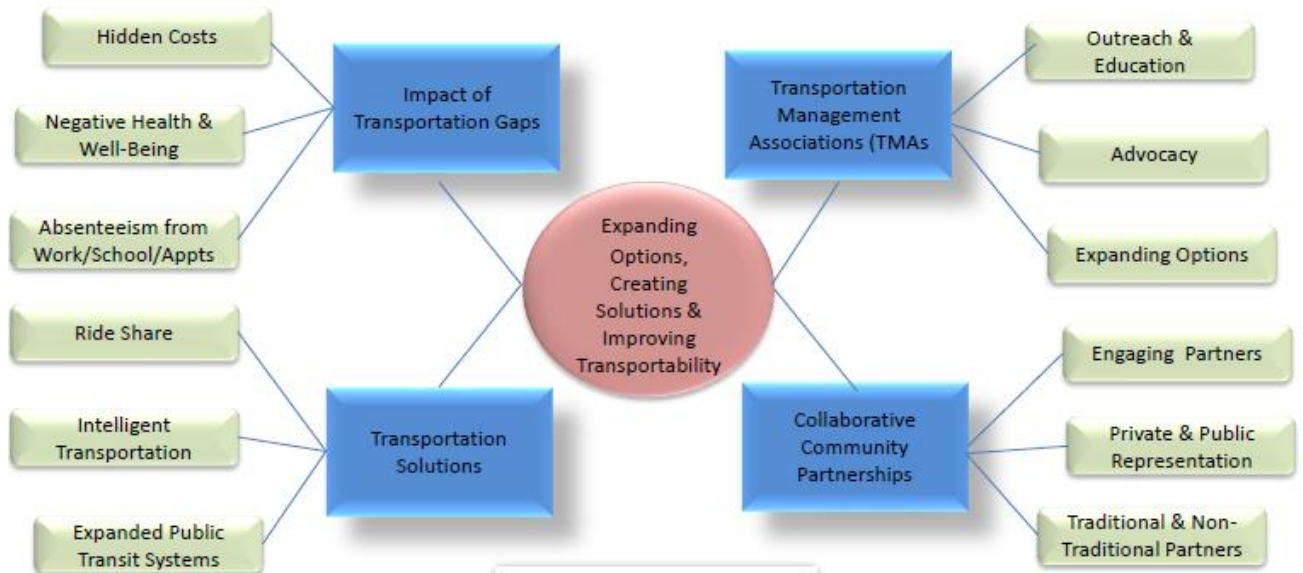 Hidden Costs
Negative Health &
Well-Being
Absenteeism from
Work/School/Appts
Impact of
Transportation Gaps
Ride Share
Intelligent
Transportation
Expanded Public
Transit Systems
Transportation
Solutions
Expanding
Options,
Creating
Solutions &
Improving
Transportability
Transportation
Management
Associations (TMAs
Outreach &
Education
Advocacy
Expanding Options
Collaborative
Community
Partnerships
Engaging Partners
Private & Public
Representation
Traditional & Non-
Traditional Partners